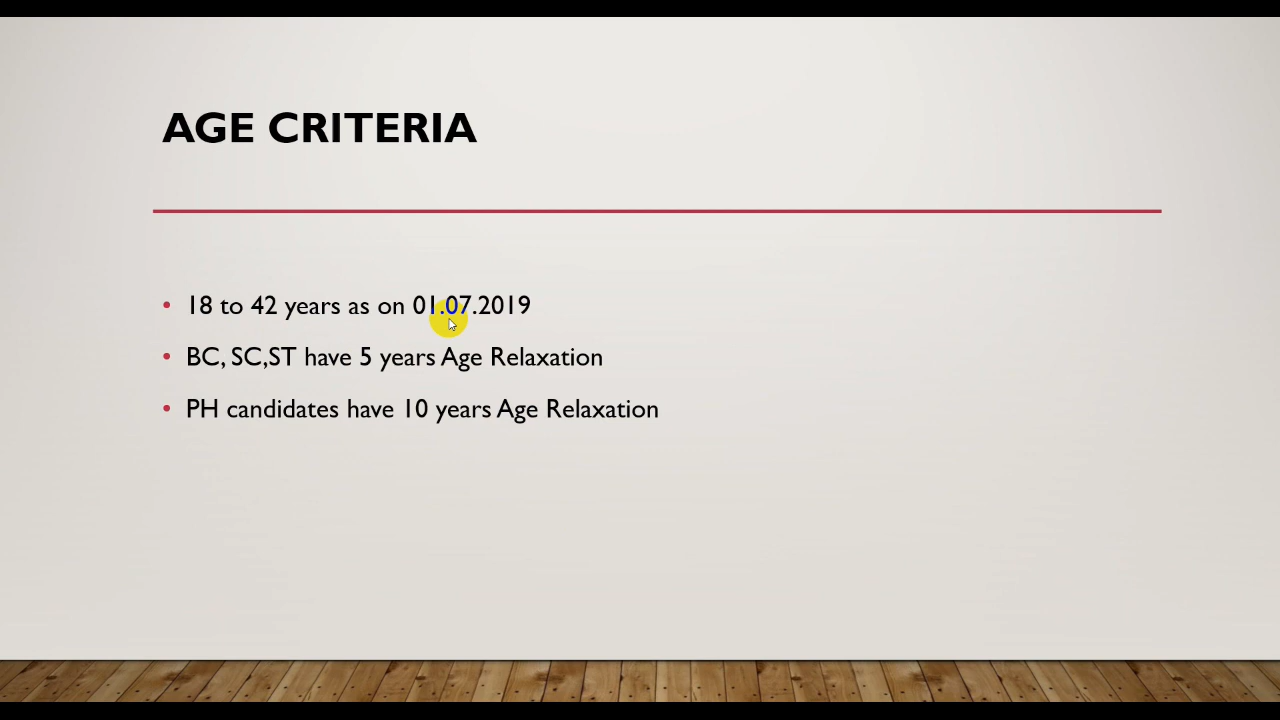 AGE CRITERIA
• 18 to 42 years as on 01.07.2019
• BC, SC,ST have 5 years Age Relaxation
• PH candidates have 10 years Age Relaxation